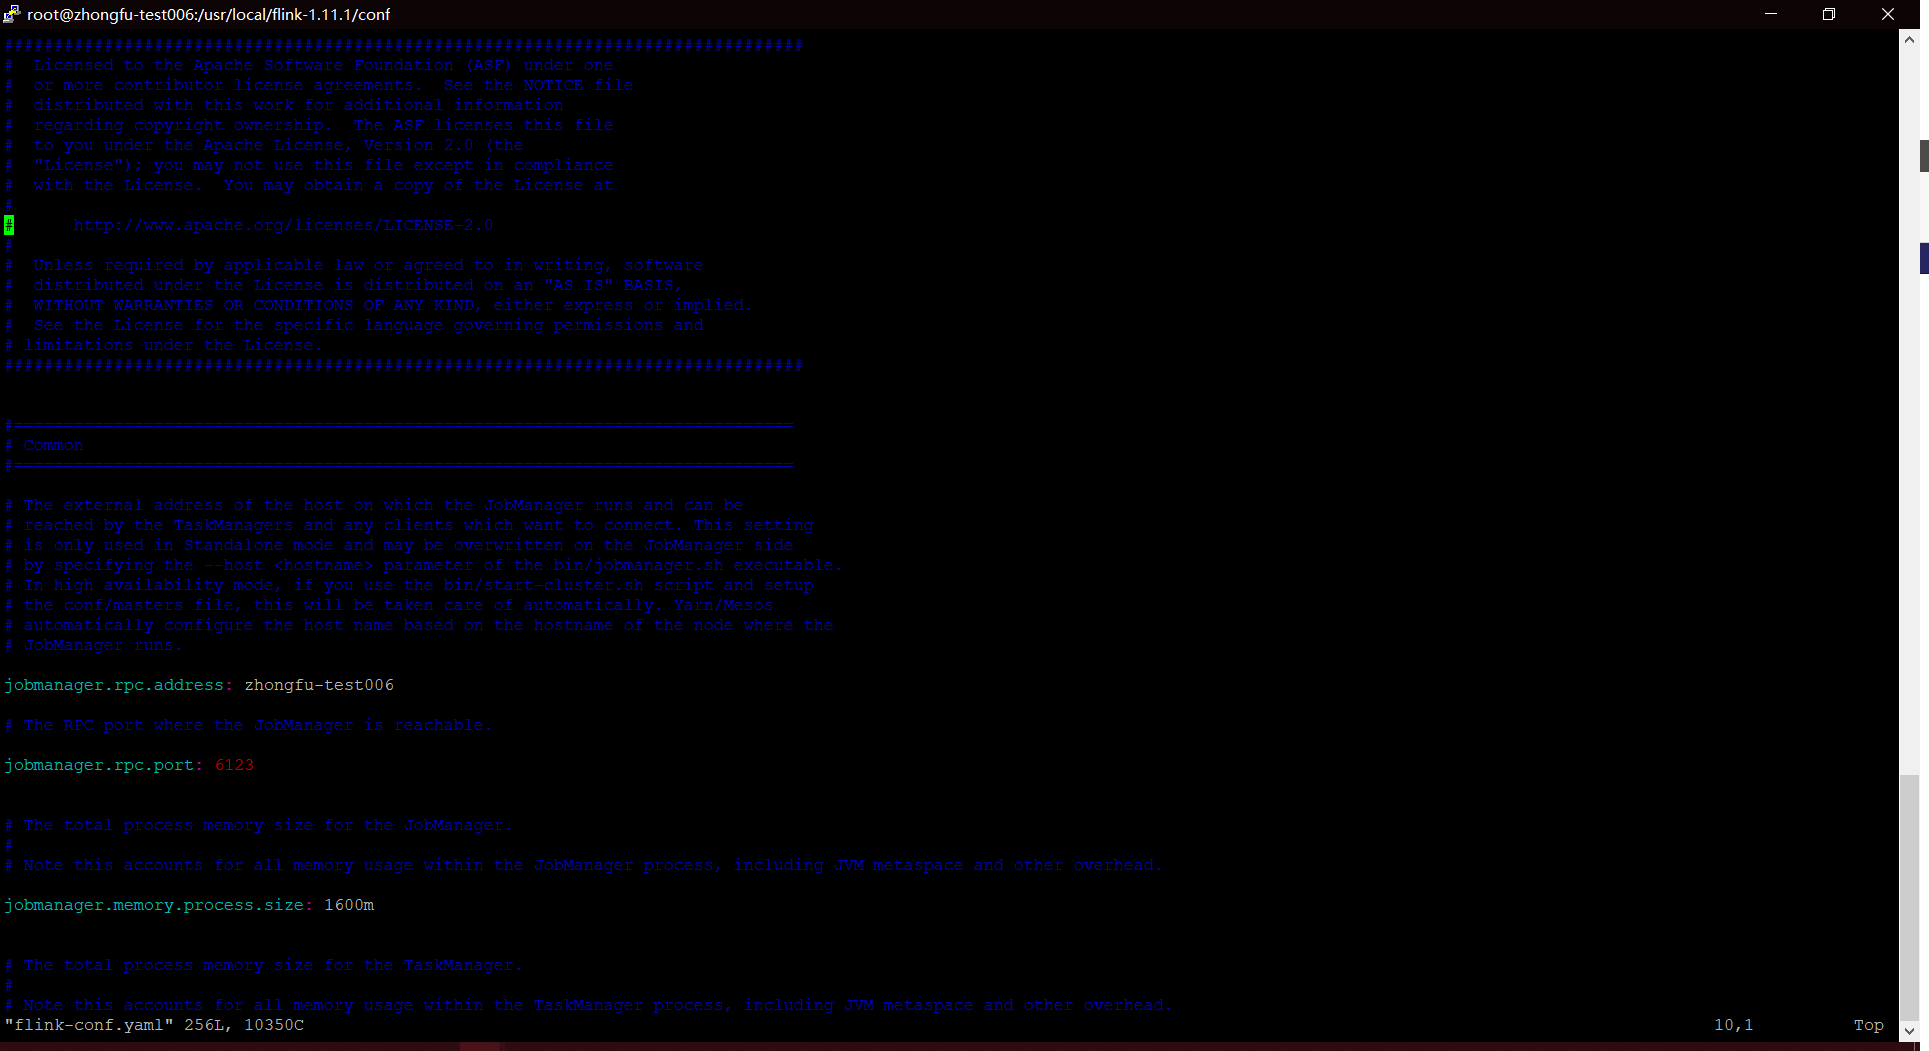 root@zhongfu-test006:/usr/local/flink-1.11.1/conf
################################################################################
#  Licensed to the Apache Software Foundation (ASF) under one
#  or more contributor license agreements.  See the NOTICE file
#  distributed with this work for additional information
#  regarding copyright ownership.  The ASF licenses this file
#  to you under the Apache License, Version 2.0 (the
#  "License"); you may not use this file except in compliance
#  with the License.  You may obtain a copy of the License at
#
#      http://www.apache.org/licenses/LICENSE-2.0
#
#  Unless required by applicable law or agreed to in writing, software
#  distributed under the License is distributed on an "AS IS" BASIS,
#  WITHOUT WARRANTIES OR CONDITIONS OF ANY KIND, either express or implied.
#  See the License for the specific language governing permissions and
# limitations under the License.
################################################################################
#==============================================================================
# Common
#==============================================================================
# The external address of the host on which the JobManager runs and can be
# reached by the TaskManagers and any clients which want to connect. This setting
# is only used in Standalone mode and may be overwritten on the JobManager side
# by specifying the --host <hostname> parameter of the bin/jobmanager.sh executable.
# In high availability mode, if you use the bin/start-cluster.sh script and setup
# the conf/masters file, this will be taken care of automatically. Yarn/Mesos
# automatically configure the host name based on the hostname of the node where the
# JobManager runs.
jobmanager.rpc.address: zhongfu-test006
# The RPC port where the JobManager is reachable.
jobmanager.rpc.port: 6123
# The total process memory size for the JobManager.
#
# Note this accounts for all memory usage within the JobManager process, including JVM metaspace and other overhead.
jobmanager.memory.process.size: 1600m
# The total process memory size for the TaskManager.
#
# Note this accounts for all memory usage within the TaskManager process, including JVM metaspace and other overhead.
"flink-conf.yaml" 256L, 10350C 10,1 Top